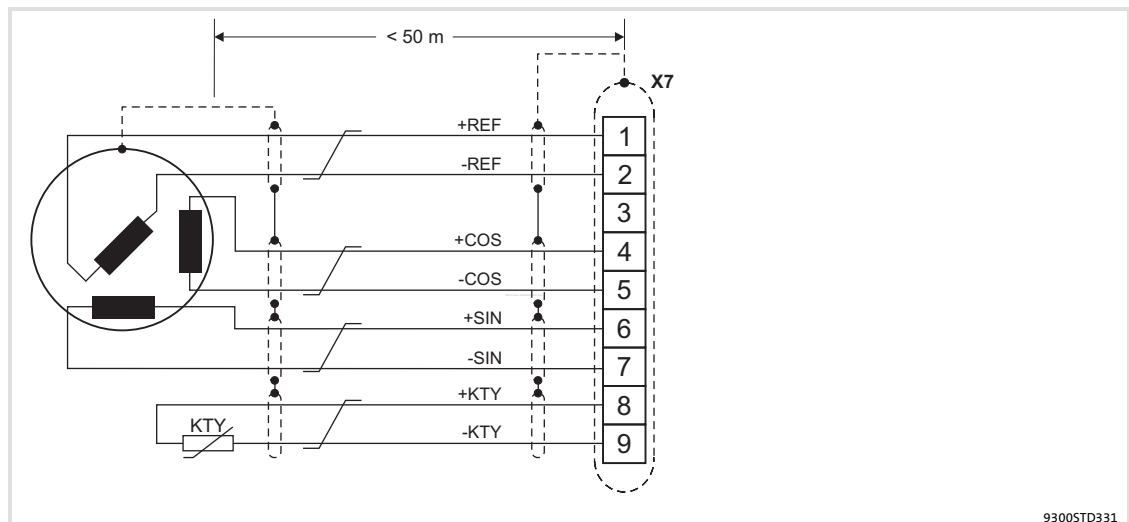 < 50 m
X7
+REF
1
-REF
2
3
+COS
4
-COS
5
+SIN
6
-SIN
7
+KTY
8
KTY
-KTY
9
9300STD331